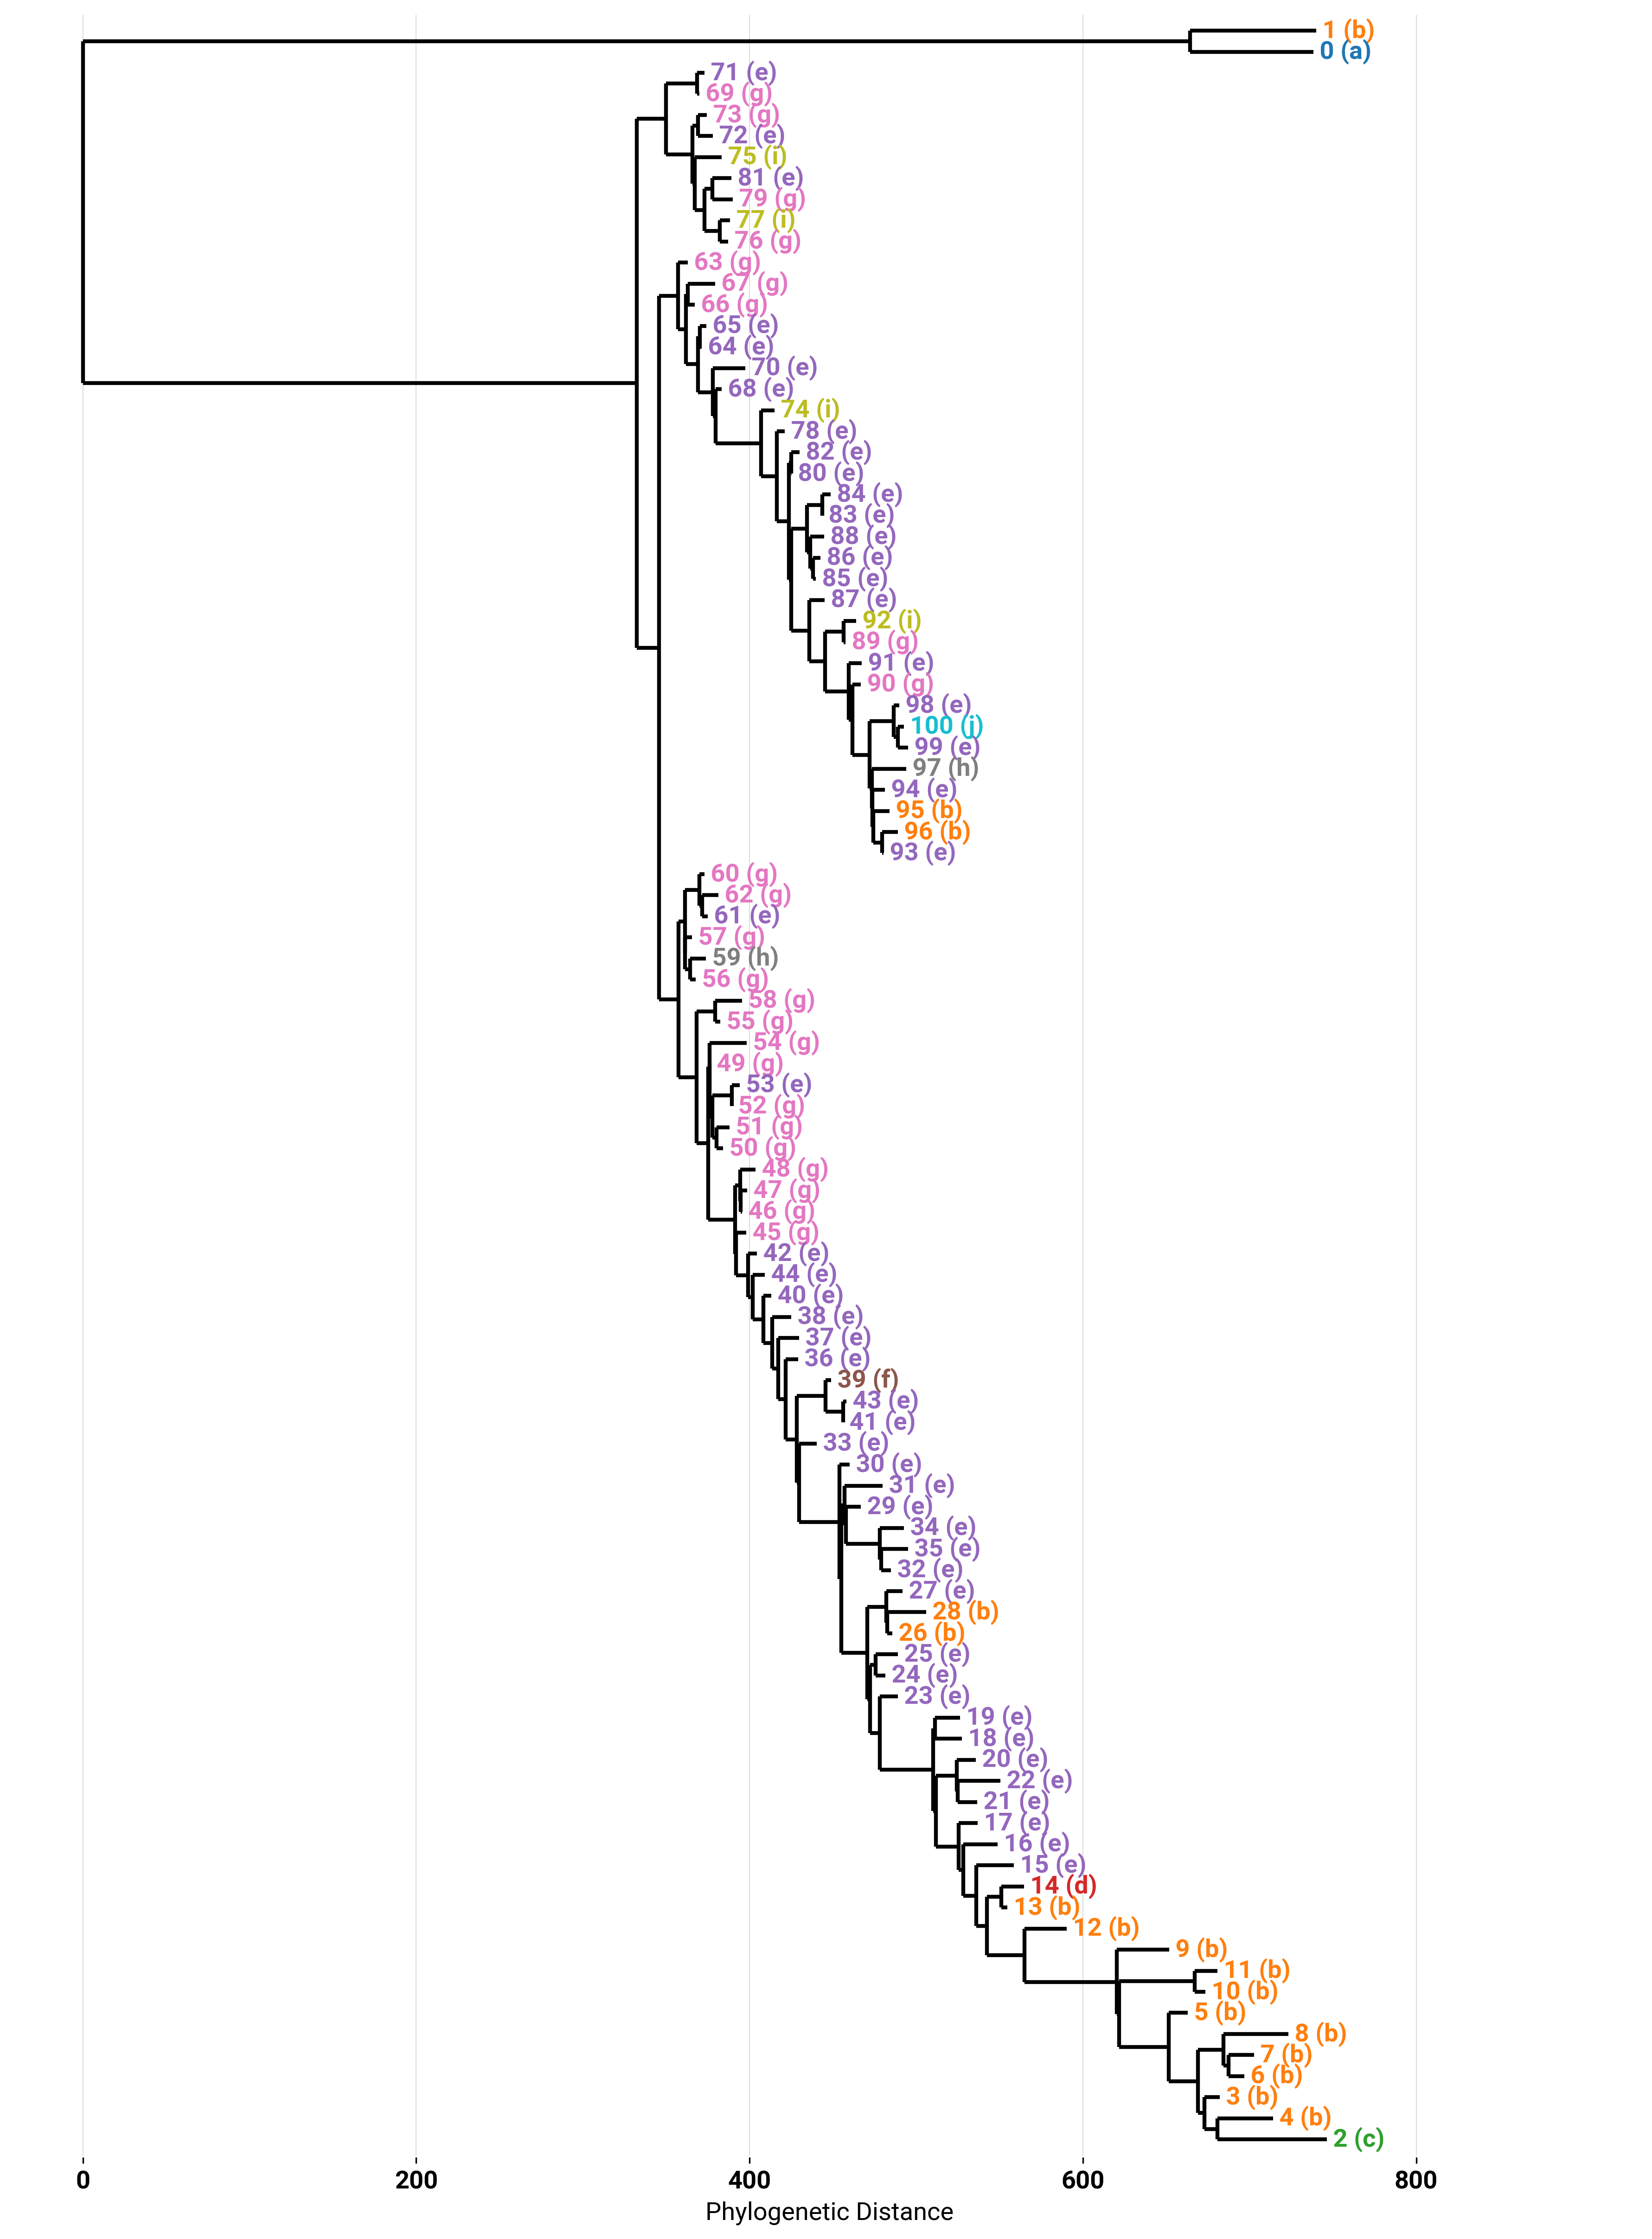 1 (b)
0 (a)
71 (e)
69 (g)
73 (g)
72 (e)
75 (i)
81 (e)
79 (g)
77 (i)
76 (g)
63 (g)
67 (g)
66 (g)
65 (e)
64 (e)
70 (e)
68 (e)
74 (i)
78 (e)
82 (e)
80 (e)
84 (e)
83 (e)
88 (e)
86 (e)
85 (e)
87 (e)
92 (i)
89 (g)
91 (e)
90 (g)
98 (e)
100 (j)
99 (e)
97 (h)
94 (e)
95 (b)
96 (b)
93 (e)
60 (g)
62 (g)
61 (e)
57 (g)
59 (h)
56 (g)
58 (g)
55 (g)
54 (g)
49 (g)
53 (e)
52 (g)
51 (g)
50 (g)
48 (g)
47 (g)
46 (g)
45 (g)
42 (e)
44 (e)
40 (e)
38 (e)
37 (e)
36 (e)
39 (f)
43 (e)
41 (e)
33 (e)
30 (e)
31 (e)
29 (e)
34 (e)
35 (e)
32 (e)
27 (e)
28 (b)
26 (b)
25 (e)
24 (e)
23 (e)
19 (e)
18 (e)
20 (e)
22 (e)
21 (e)
17 (e)
16 (e)
15 (e)
14 (d)
13 (b)
12 (b)
9 (b)
11 (b)
10 (b)
5 (b)
8 (b)
7 (b)
6 (b)
3 (b)
4 (b)
2 (c)
0 200 400 600 800
Phylogenetic Distance